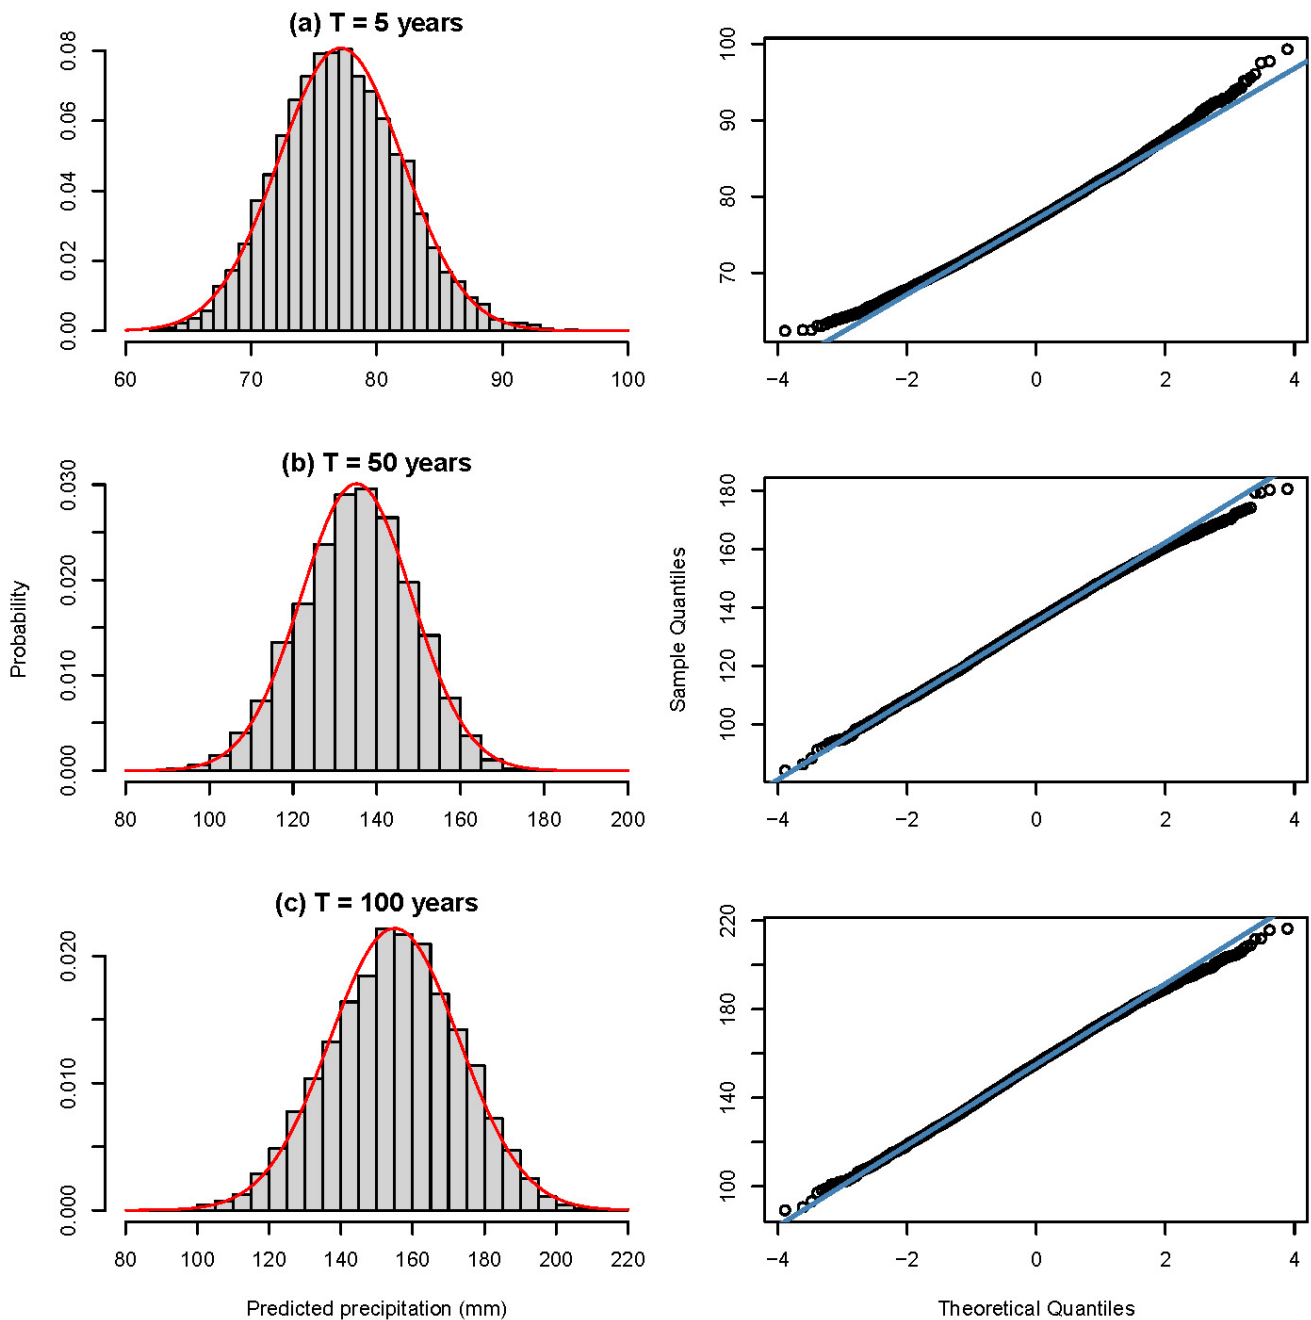 (a) T = 5 years
0.00 0.02 0.04 0.06 0.08
60 70 80 90 100
70 80 90 100
−4 −2 0 2 4
(b) T = 50 years
0.000 0.010 0.020 0.030
80 100 120 140 160 180 200
100 120 140 160 180
−4 −2 0 2 4
Probability
Sample Quantiles
(c) T = 100 years
0.000 0.010 0.020
80 100 120 140 160 180 200 220
100 140 180 220
−4 −2 0 2 4
Predicted precipitation (mm)
Theoretical Quantiles